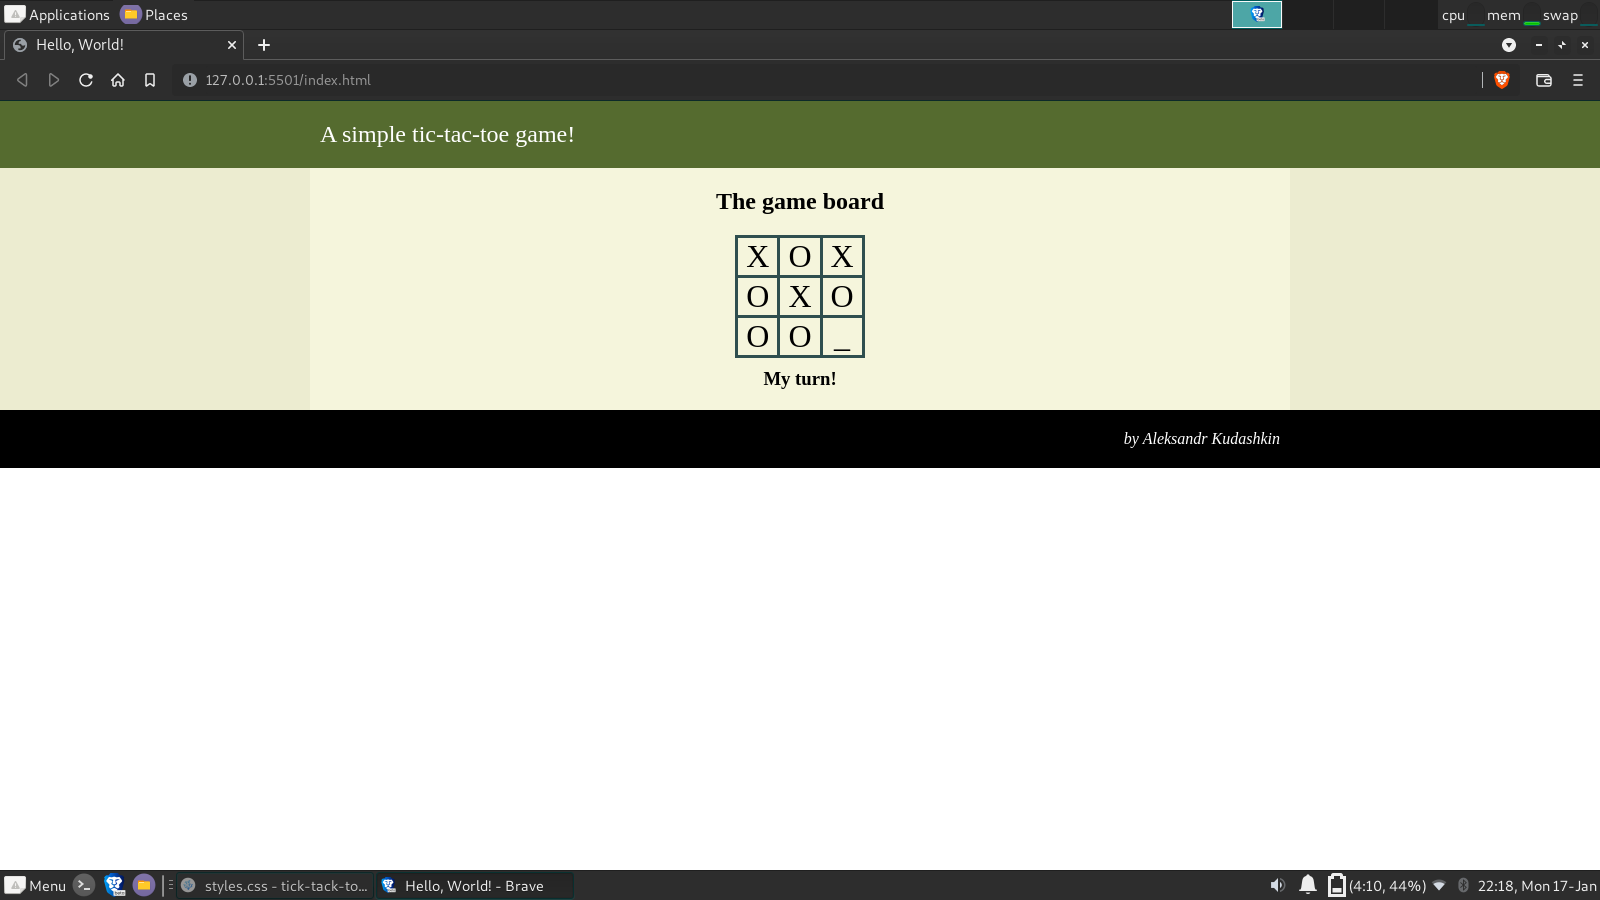 Applications Places cpu mem swap
Hello, World!
127.0.0.1:5501/index.html
A simple tic-tac-toe game!
The game board
X O X
O X O
O O _
My turn!
by Aleksandr Kudashkin
Menu styles.css - tick-tack-to... Hello, World! - Brave (4:10, 44%) 22:18, Mon 17-Jan